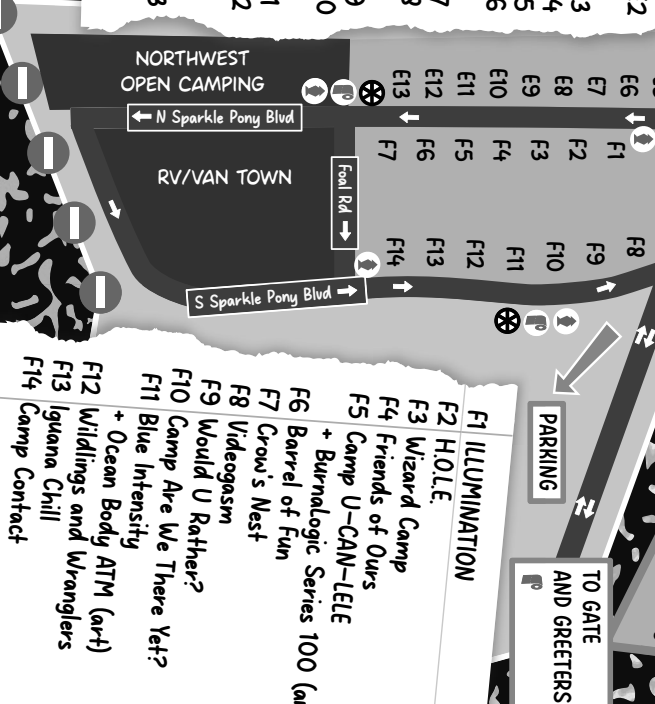 NORTHWEST
OPEN CAMPING
N Sparkle Pony Blvd
RV/VAN TOWN
Foal Rd
S Sparkle Pony Blvd
E13
E12
E11
E10
E9
E8
E7
E6
F7
F6
F5
F4
F3
F2
F1
F14
F13
F12
F11
F10
F9
F8
PARKING
TO GATE
AND GREETERS
F1 ILLUMINATION
F2 H.O.L.E.
F3 Wizard Camp
F4 Friends of Ours
F5 Camp U-CAN-LELE
+ BurnaLogic Series 100
F6 Barrel of Fun
F7 Crow's Nest
F8 Videogasm
F9 Would U Rather?
F10 Camp Are We There Yet?
F11 Blue Intensity
+ Ocean Body ATM (art)
F12 Wildlings and Wranglers
F13 Iguana Chill
F14 Camp Contact